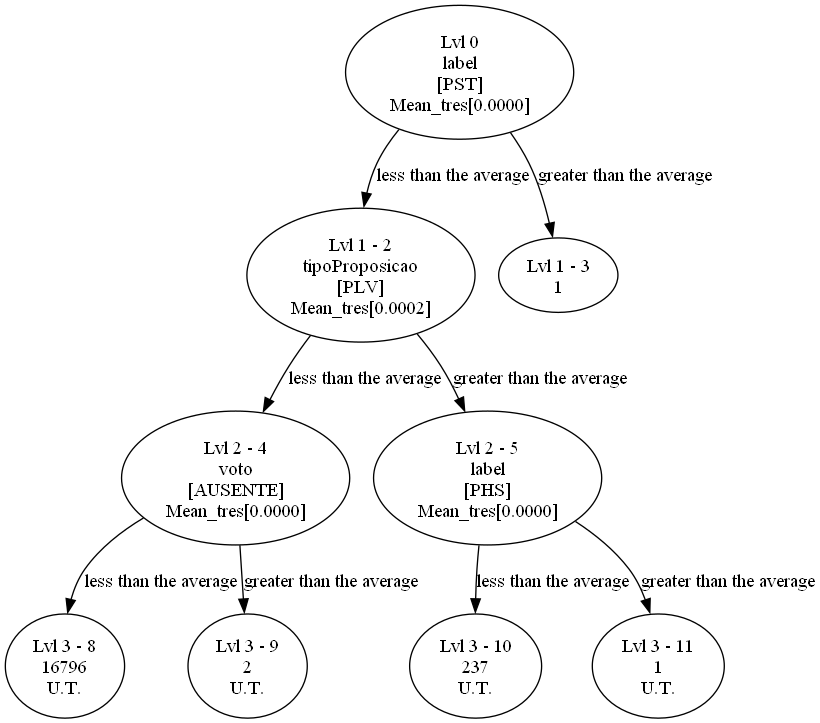 Lvl 0
label
[PST]
Mean_tres[0.0000]
less than the average
greater than the average
Lvl 1 - 2
tipoProposicao
[PLV]
Mean_tres[0.0002]
Lvl 1 - 3
1
less than the average
greater than the average
Lvl 2 - 4
voto
[AUSENTE]
Mean_tres[0.0000]
Lvl 2 - 5
label
[PHS]
Mean_tres[0.0000]
less than the average
greater than the average
less than the average
greater than the average
Lvl 3 - 8
16796
U.T.
Lvl 3 - 9
2
U.T.
Lvl 3 - 10
237
U.T.
Lvl 3 - 11
1
U.T.